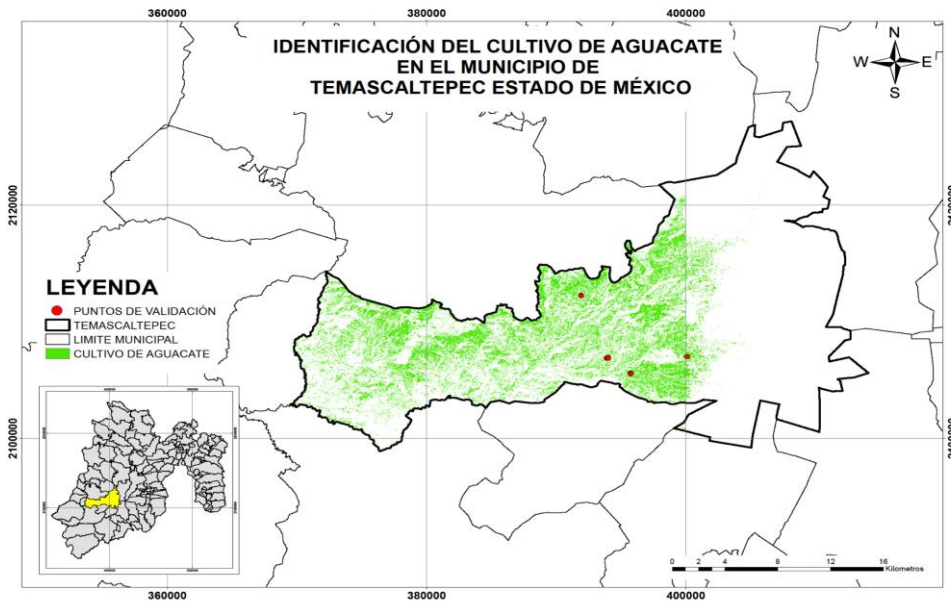 360000 380000 400000
IDENTIFICACIÓN DEL CULTIVO DE AGUACATE
EN EL MUNICIPIO DE
TEMASCALTEPEC ESTADO DE MÉXICO
N
W E
S
2120000
2100000
LEYENDA
PUNTOS DE VALIDACIÓN
TEMASCALTEPEC
LIMITE MUNICIPAL
CULTIVO DE AGUACATE
0 2 4 8 12 16
Kilometros
360000 380000 400000